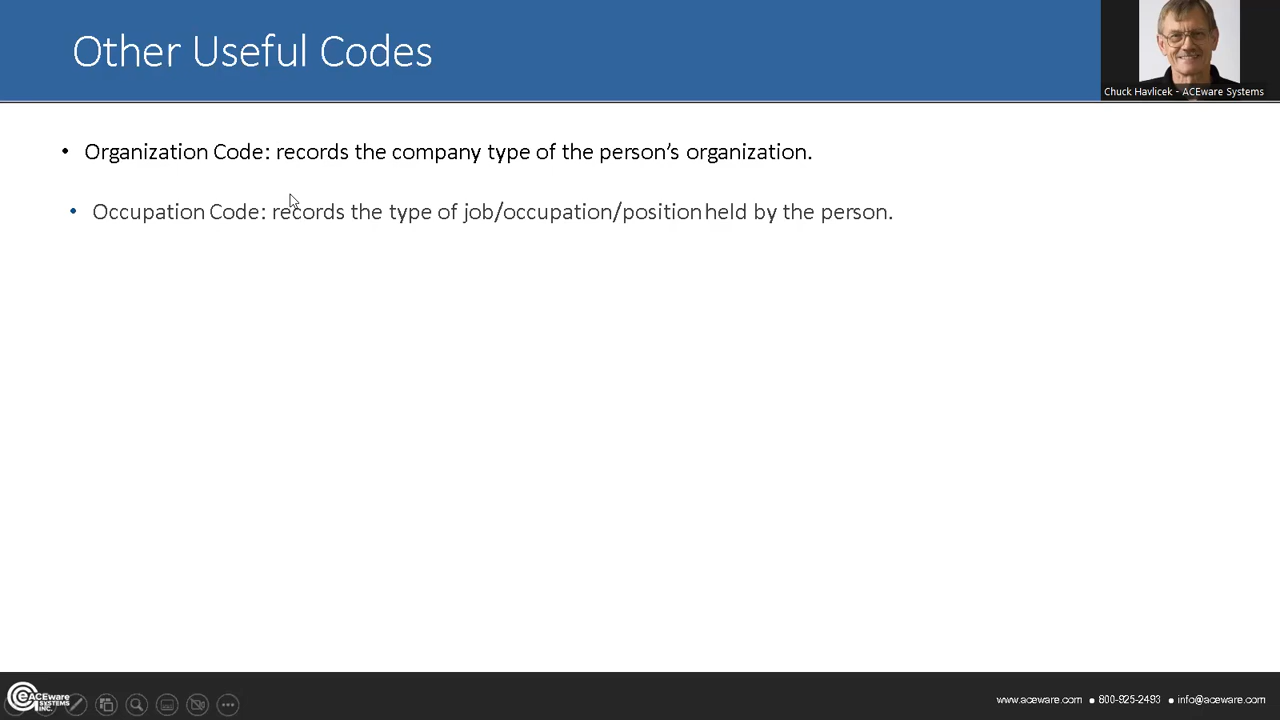 Other Useful Codes
Chuck Havlicek - ACEware Systems
• Organization Code: records the company type of the person's organization.
• Occupation Code: records the type of job/occupation/position held by the person.
ACEware
SYSTEMS
INC.
www.aceware.com • 800-925-2493 • info@aceware.com